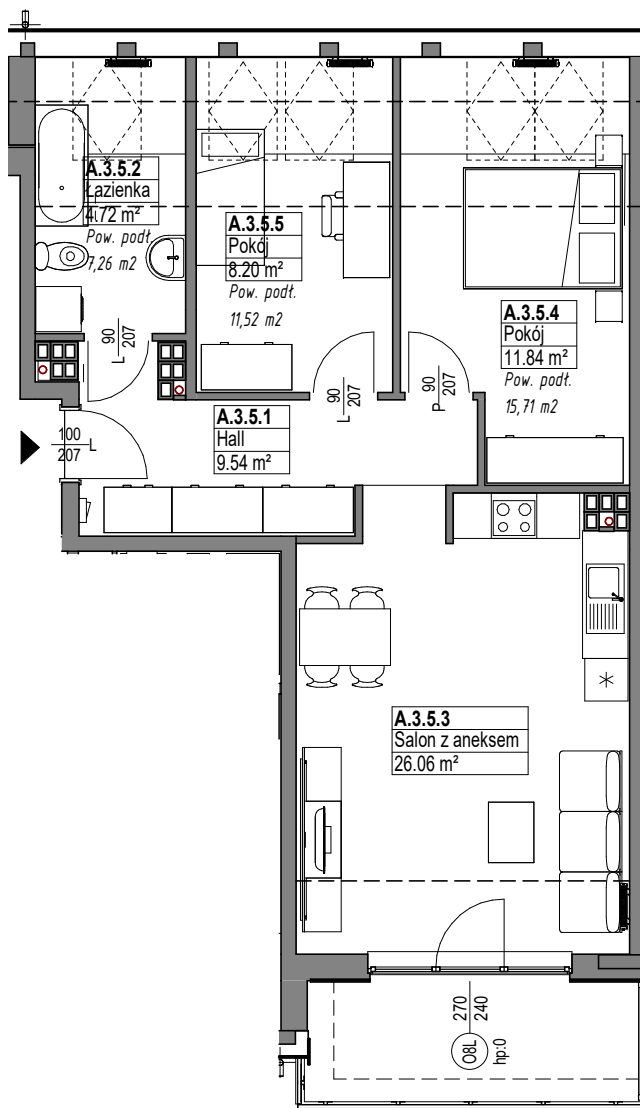 A.3.5.2
Łazienka
4.72 m²
Pow. podł.
7,26 m2
A.3.5.5
Pokój
8.20 m²
Pow. podł.
11,52 m2
A.3.5.4
Pokój
11.84 m²
Pow. podł.
15,71 m2
90
207
L
90
207
L
90
207
P
100
207
L
A.3.5.1
Hall
9.54 m²
A.3.5.3
Salon z aneksem
26.06 m²
270
240
O8L
hp:0